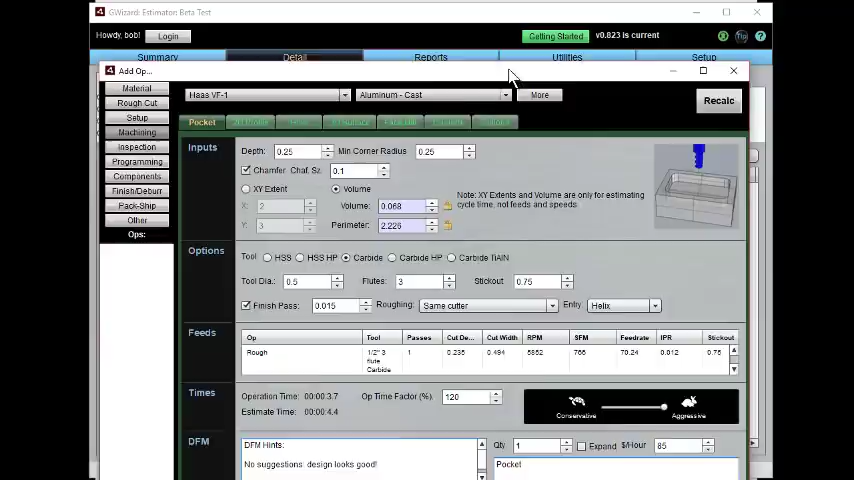 GWizard: Estimator: Beta Test
Howdy, bob! Login Getting Started v0.823 is current Tip ?
Summary Detail Reports Utilities Setup
Add Op...
Material
Rough Cut
Setup
Machining
Inspection
Programming
Components
Finish/Deburr
Pack-Ship
Other
Ops:
Haas VF-1 Aluminum - Cast More Recalc
Pocket
Inputs
Depth: 0.25 Min Corner Radius 0.25
Chamfer Chaf. Sz. 0.1
XY Extent Volume
X: 2 Volume: 0.068
Y: 3 Perimeter: 2.226
Note: XY Extents and Volume are only for estimating
cycle time, not feeds and speeds
Options
Tool HSS HSS HP Carbide Carbide HP Carbide TiAlN
Tool Dia.: 0.5 Flutes: 3 Stickout 0.75
Finish Pass: 0.015 Roughing: Same cutter Entry Helix
Feeds
Op Tool Passes Cut De... Cut Width RPM SFM Feedrate IPR Stickout
Rough 1/2" 3 1 0.235 0.494 5852 766 70.24 0.012 0.75
flute
Carbide
Times
Operation Time: 00:00:3.7 Op Time Factor (%). 120
Estimate Time: 00:00:4.4
Conservative Aggressive
DFM
DFM Hints:
No suggestions: design looks good!
Qty 1 Expand $/Hour 85
Pocket